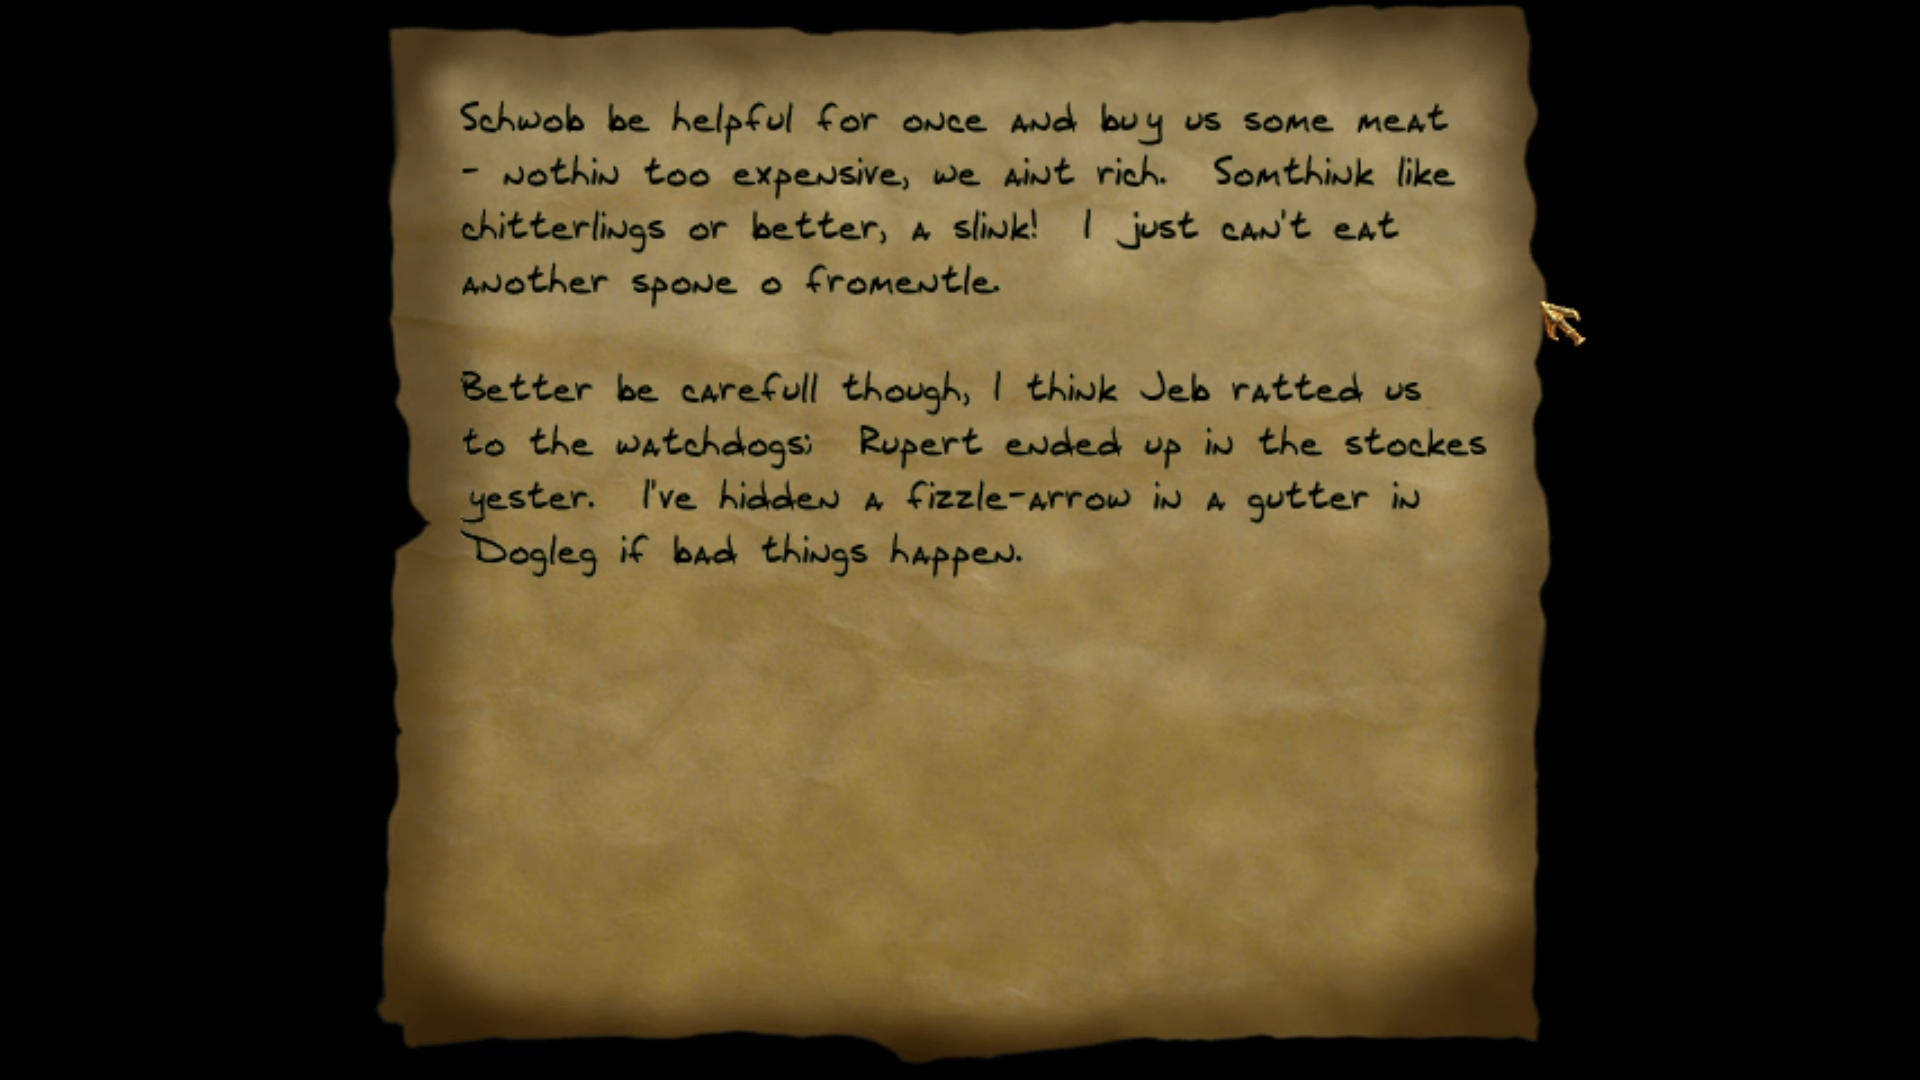 Schwob be helpful for once and buy us some meat
- nothin too expensive, we aint rich.  Somthink like
chitterlings or better, a slink!  I just can't eat
another spone o fromentle.
Better be carefull though, I think Jeb ratted us
to the watchdogs;  Rupert ended up in the stockes
yester.  I've hidden a fizzle-arrow in a gutter in
Dogleg if bad things happen.